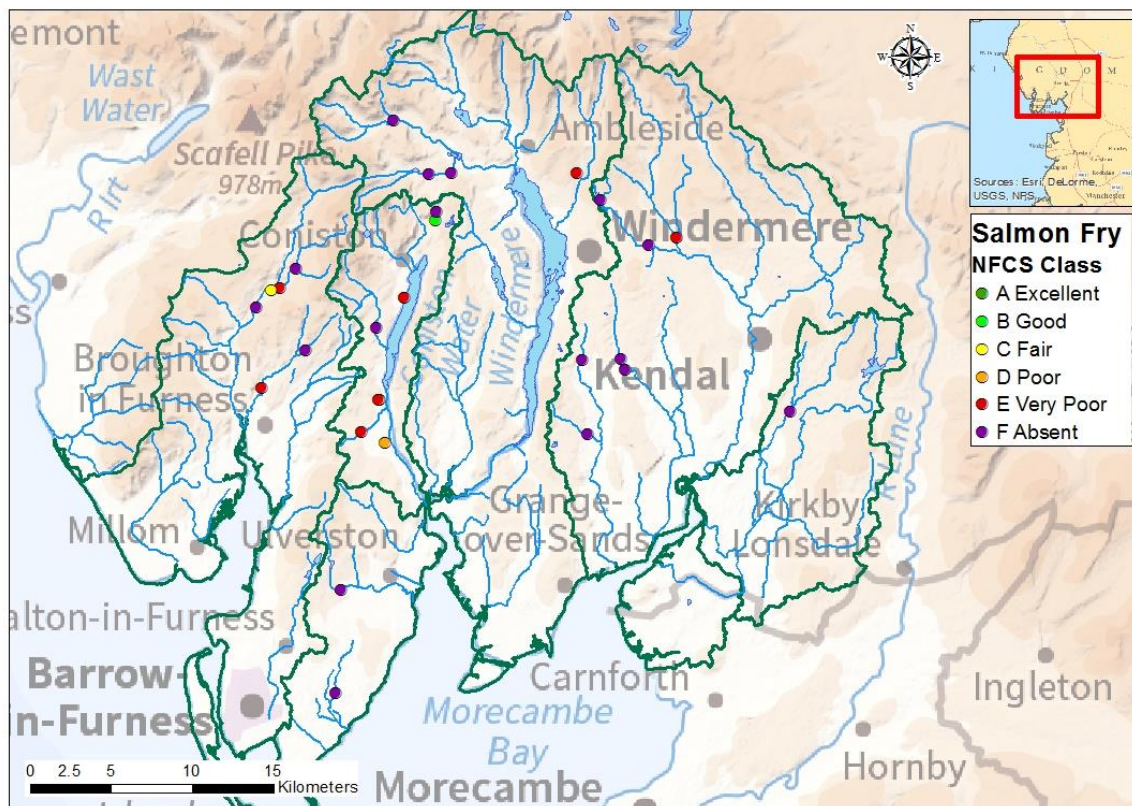 emont
Wast
Water
Scafell Pike
978m
R Irt
Ambleside
Windermere
Coniston
Coniston
Water
Windermere
Broughton
in Furness
Kendal
Millom
Ulverston
Grange-
over-Sands
Kirkby
Lonsdale
R Lune
alton-in-Furness
Barrow-
in-Furness
Carnforth
Morecambe
Bay
Morecambe
Ingleton
Hornby
N
W
E
S
K I N G D O M
Sources: Esri, DeLorme,
USGS, NRS
Salmon Fry
NFCS Class
A Excellent
B Good
C Fair
D Poor
E Very Poor
F Absent
0 2.5 5 10 15
Kilometers